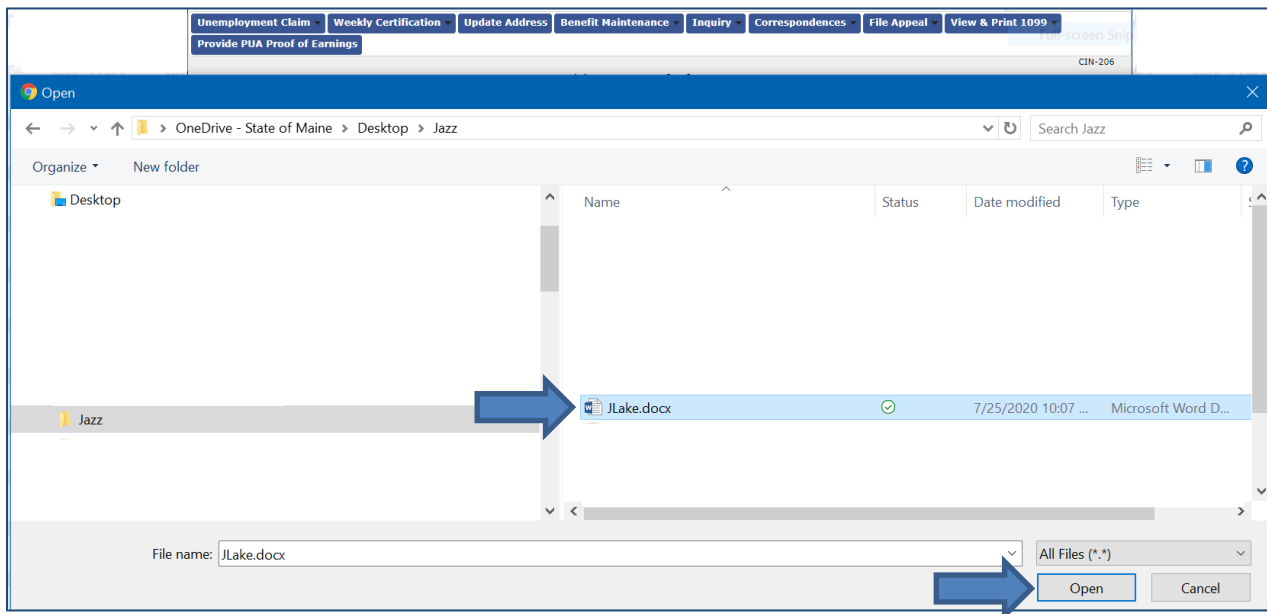 Unemployment Claim Weekly Certification Update Address Benefit Maintenance Inquiry Correspondences File Appeal View & Print 1099
Full-screen Snip
Provide PUA Proof of Earnings
CIN-206
Open
OneDrive - State of Maine > Desktop > Jazz Search Jazz
Organize New folder
Desktop
Name Status Date modified Type
JLake.docx 7/25/2020 10:07 ... Microsoft Word D...
Jazz
File name: JLake.docx All Files (*.*)
Open Cancel